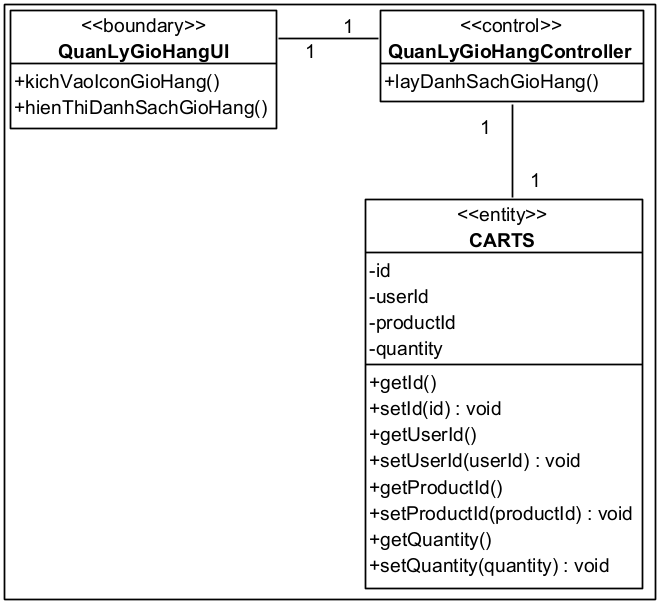 <<boundary>>
QuanLyGioHangUI
+kichVaoIconGioHang()
+hienThiDanhSachGioHang()
1
1
<<control>>
QuanLyGioHangController
+layDanhSachGioHang()
1
1
<<entity>>
CARTS
-id
-userId
-productId
-quantity
+getId()
+setId(id) : void
+getUserId()
+setUserId(userId) : void
+getProductId()
+setProductId(productId) : void
+getQuantity()
+setQuantity(quantity) : void